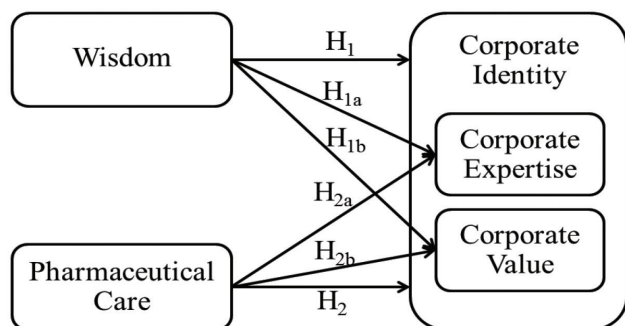 Wisdom
H1
H1a
H1b
H2a
H2b
H2
Pharmaceutical
Care
Corporate
Identity
Corporate
Expertise
Corporate
Value